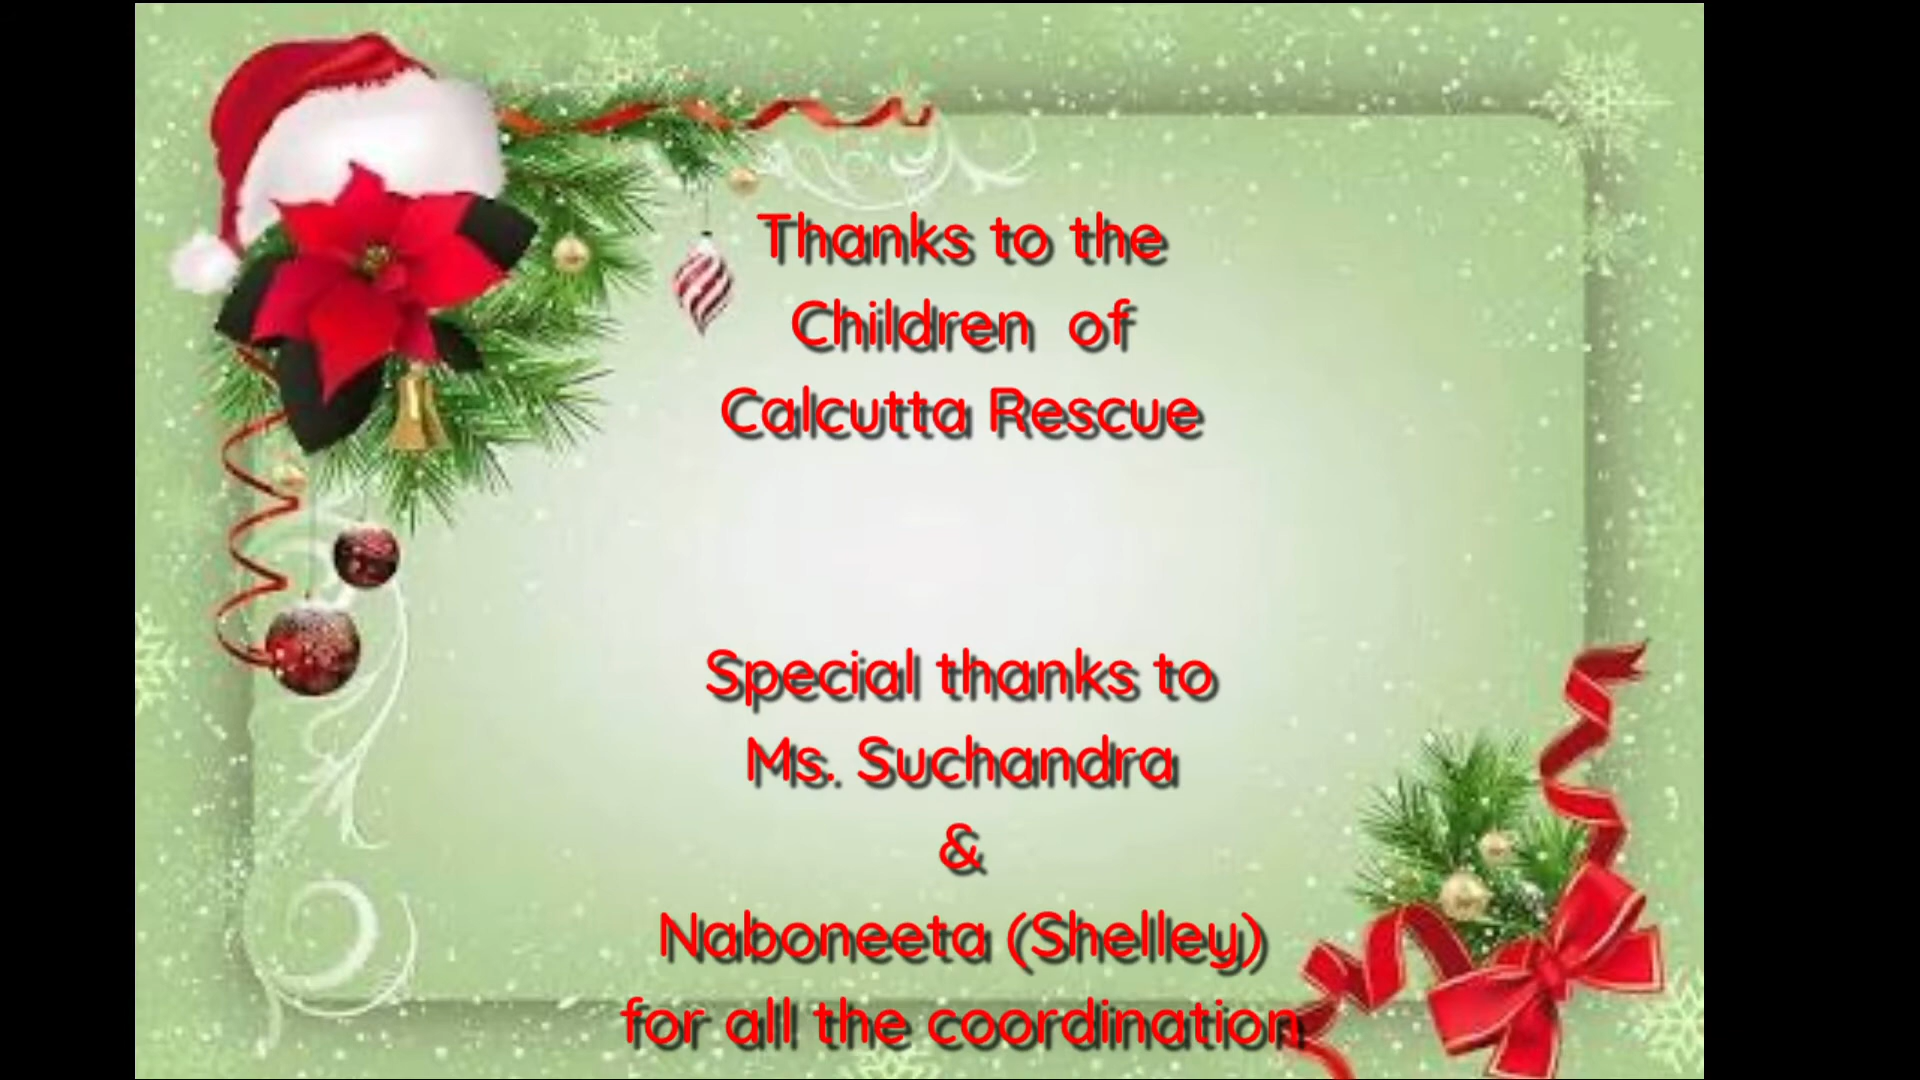 Thanks to the
Children of
Calcutta Rescue
Special thanks to
Ms. Suchandra
&
Naboneeta (Shelley)
for all the coordination